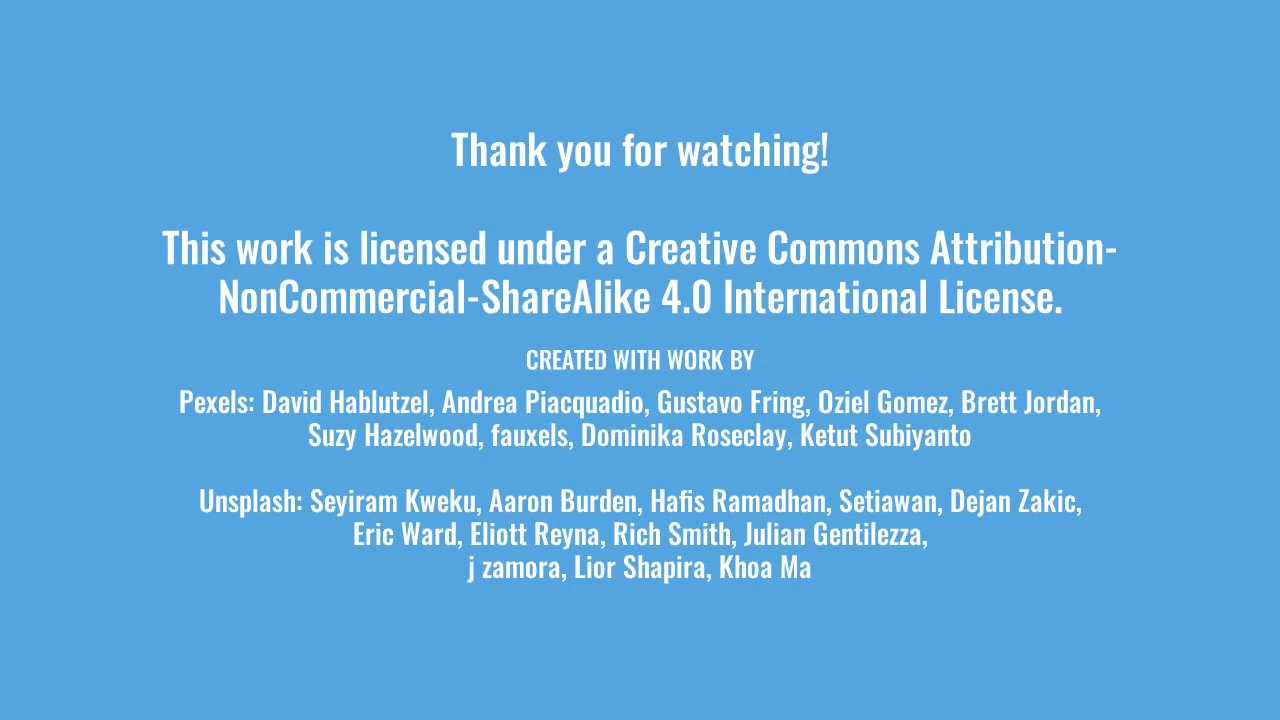 Thank you for watching!
This work is licensed under a Creative Commons Attribution-
NonCommercial-ShareAlike 4.0 International License.
CREATED WITH WORK BY
Pexels: David Hablutzel, Andrea Piacquadio, Gustavo Fring, Oziel Gomez, Brett Jordan,
Suzy Hazelwood, fauxels, Dominika Roseclay, Ketut Subiyanto
Unsplash: Seyiram Kweku, Aaron Burden, Hafis Ramadhan, Setiawan, Dejan Zakic,
Eric Ward, Eliott Reyna, Rich Smith, Julian Gentilezza,
j zamora, Lior Shapira, Khoa Ma